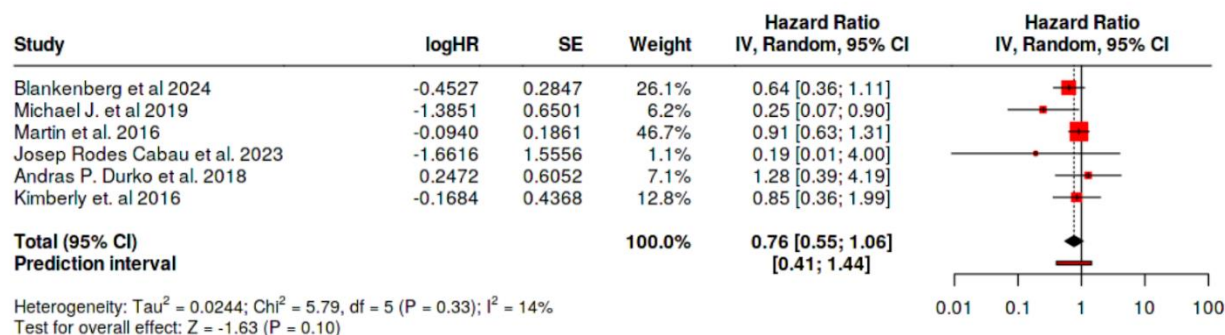 Hazard Ratio Hazard Ratio
Study logHR SE Weight IV, Random, 95% CI IV, Random, 95% CI
Blankenberg et al 2024 -0.4527 0.2847 26.1% 0.64 [0.36; 1.11]
Michael J. et al 2019 -1.3851 0.6501 6.2% 0.25 [0.07; 0.90]
Martin et al. 2016 -0.0940 0.1861 46.7% 0.91 [0.63; 1.31]
Josep Rodes Cabau et al. 2023 -1.6616 1.5556 1.1% 0.19 [0.01; 4.00]
Andras P. Durko et al. 2018 0.2472 0.6052 7.1% 1.28 [0.39; 4.19]
Kimberly et. al 2016 -0.1684 0.4368 12.8% 0.85 [0.36; 1.99]
Total (95% CI) 100.0% 0.76 [0.55; 1.06]
Prediction interval [0.41; 1.44]
Heterogeneity: Tau² = 0.0244; Chi² = 5.79, df = 5 (P = 0.33); I² = 14%
Test for overall effect: Z = -1.63 (P = 0.10)
0.01 0.1 1 10 100